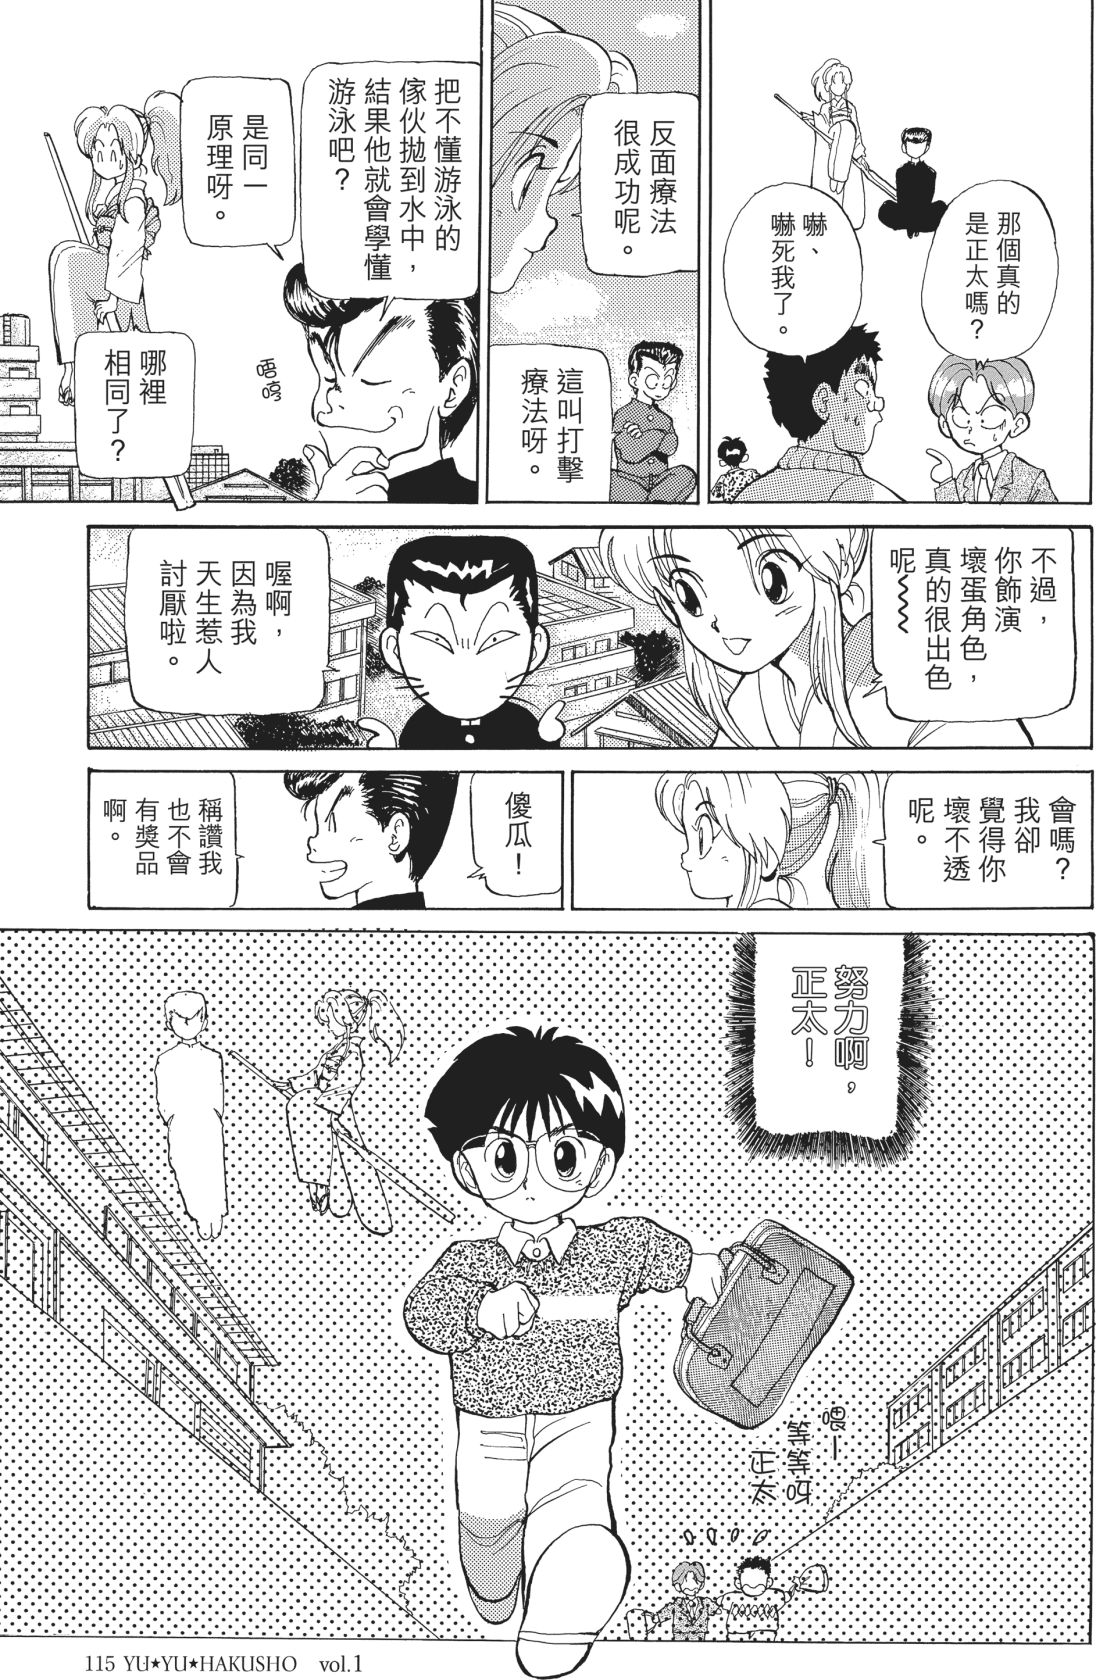 那個真的
是正太嗎？
嚇、
嚇死我了。
反面療法
很成功呢。
這叫打擊
療法呀。
把不懂游泳的
傢伙拋到水中，
結果他就會學懂
游泳吧？
是同一
原理呀。
唔哼
哪裡
相同了？
不過，
你飾演
壞蛋角色，
真的很出色
呢～～
喔啊，
因為我
天生惹人
討厭啦。
會嗎？
我卻
覺得你
壞不透
呢。
傻瓜！
稱讚我
也不會
有獎品
啊。
努力啊，
正太！
喂—
等等呀
正太
115 YU★YU★HAKUSHO vol.1